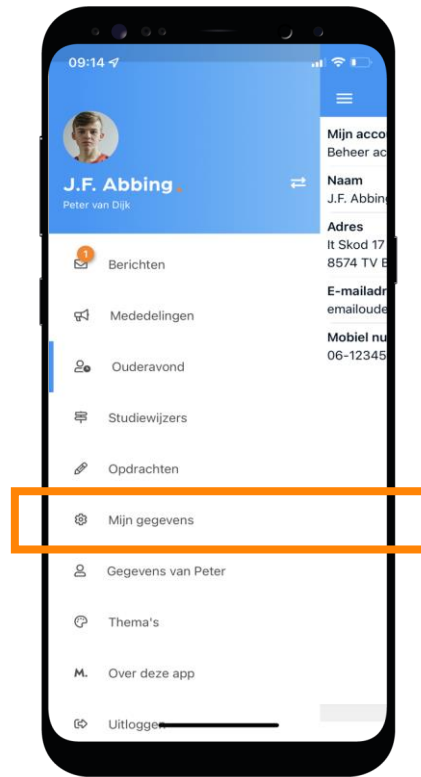 09:14
J.F. Abbing.
Peter van Dijk
1
Berichten
Mededelingen
Ouderavond
Studiewijzers
Opdrachten
Mijn gegevens
Gegevens van Peter
Thema's
M. Over deze app
Uitloggen
Mijn acco
Beheer ac
Naam
J.F. Abbin
Adres
It Skod 17
8574 TV B
E-mailadr
emailoude
Mobiel nu
06-12345